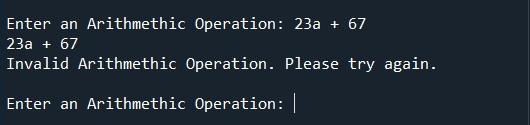 Enter an Arithmethic Operation: 23a + 67
23a + 67
Invalid Arithmethic Operation. Please try again.
Enter an Arithmethic Operation: